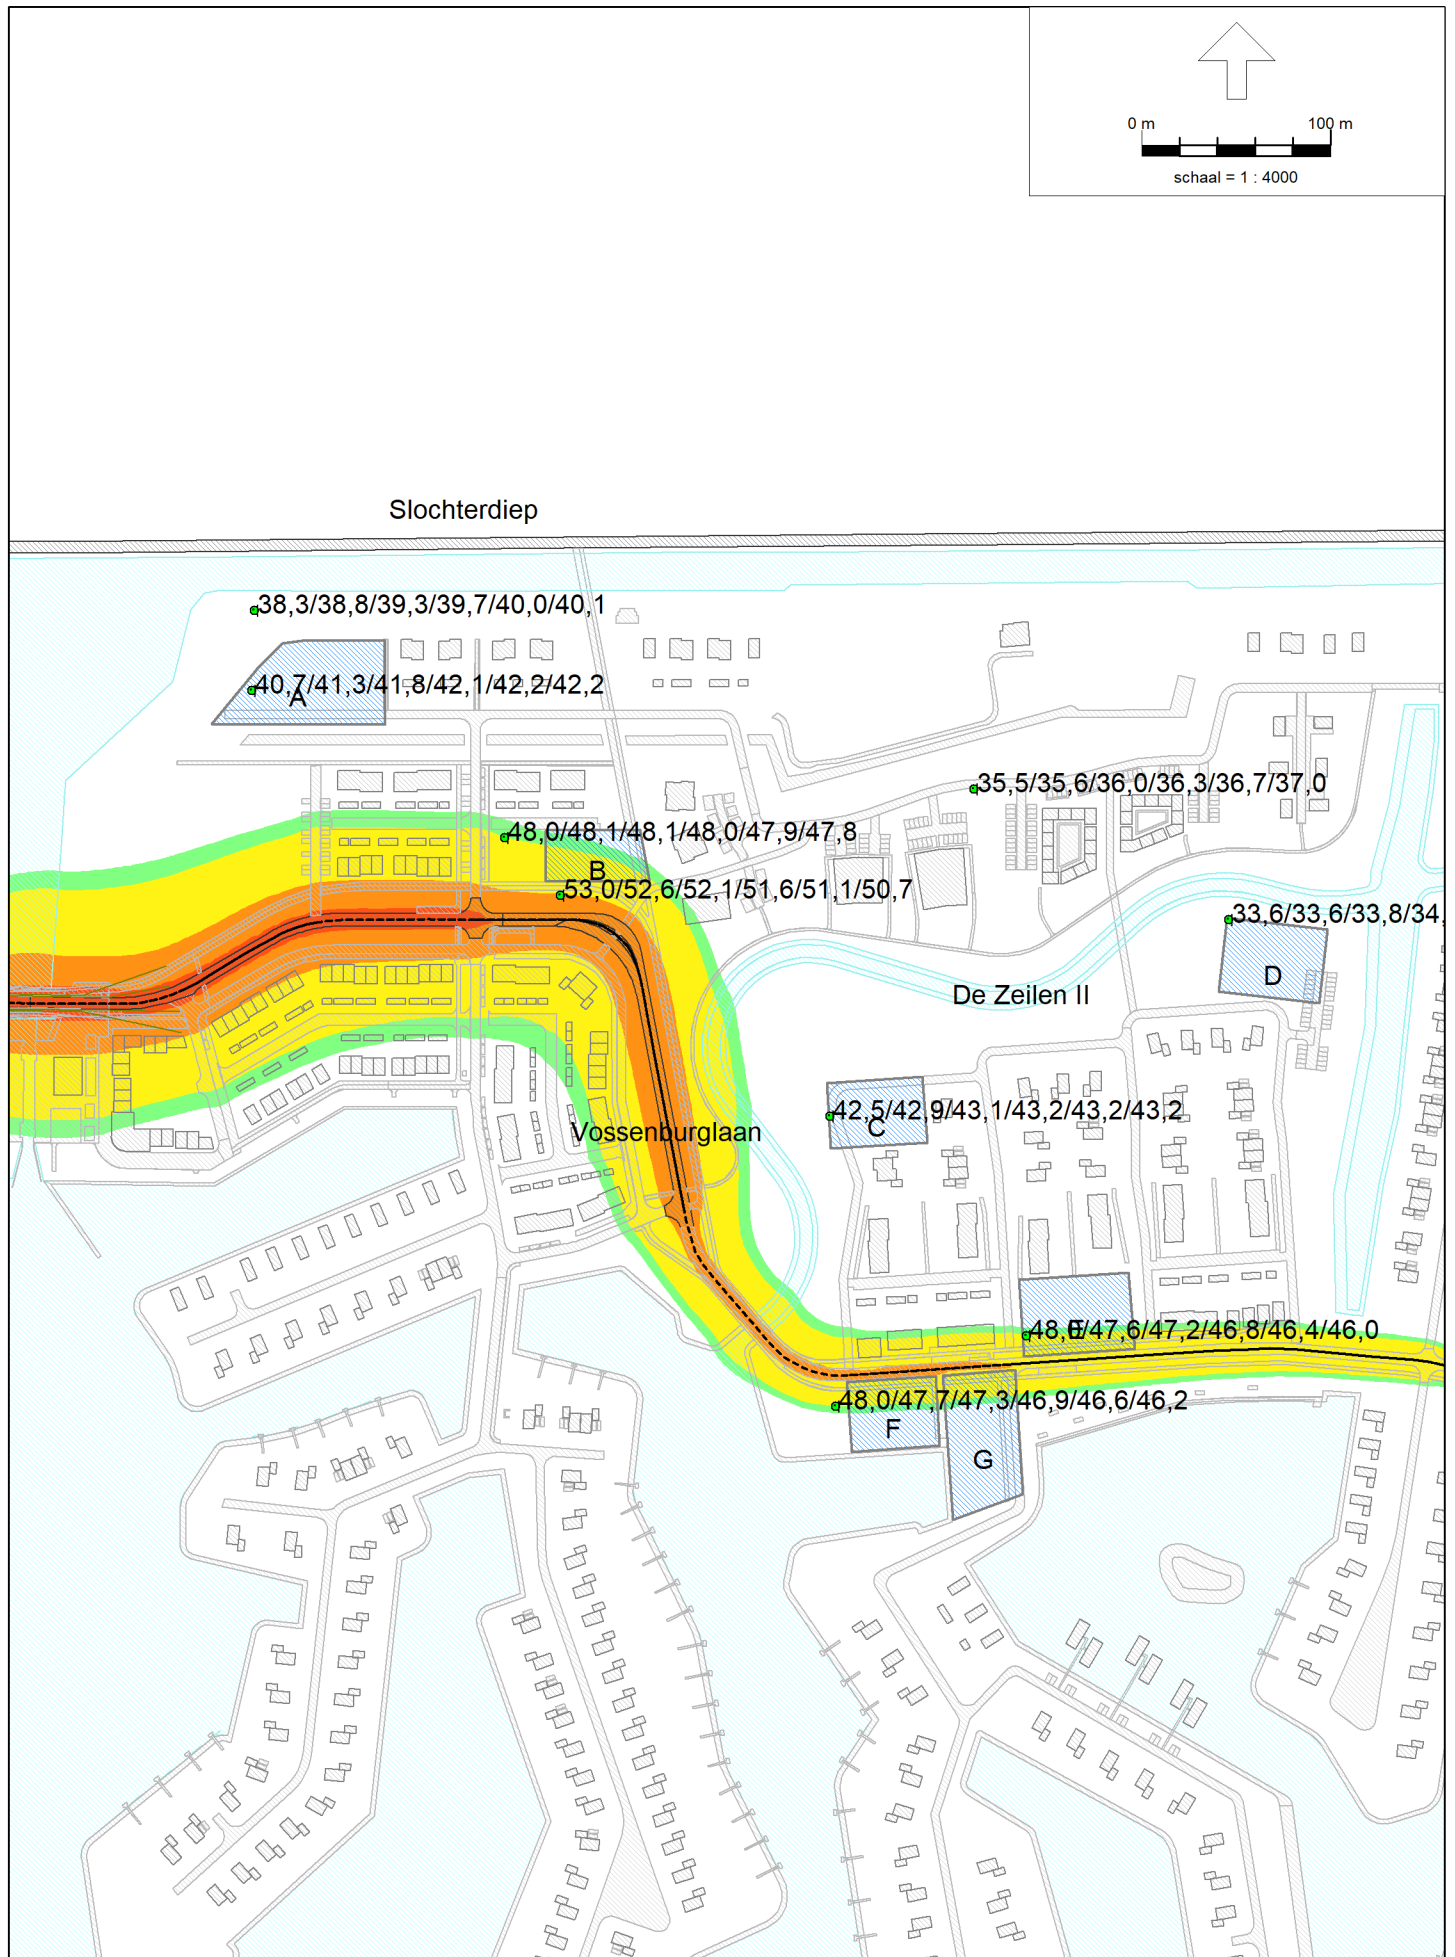 0 m 100 m
schaal = 1 : 4000
Slochterdiep
38,3/38,8/39,3/39,7/40,0/40,1
40,7/41,3/41,8/42,1/42,2/42,2
A
35,5/35,6/36,0/36,3/36,7/37,0
48,0/48,1/48,1/48,0/47,9/47,8
B
53,0/52,6/52,1/51,6/51,1/50,7
33,6/33,6/33,8/34,
D
De Zeilen II
42,5/42,9/43,1/43,2/43,2/43,2
C
Vossenburglaan
48,0/47,6/47,2/46,8/46,4/46,0
E
48,0/47,7/47,3/46,9/46,6/46,2
F
G